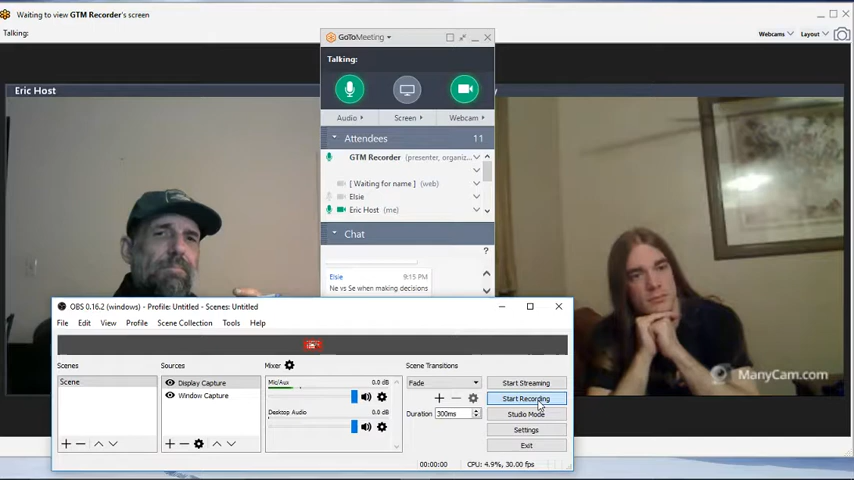 Waiting to view GTM Recorder's screen
Talking:
Webcams
Layout
Eric Host
GoToMeeting
Talking:
Audio
Screen
Webcam
Attendees 11
GTM Recorder (presenter, organiz...
[ Waiting for name ] (web)
Elsie
Eric Host (me)
Chat
?
Elsie 9:15 PM
Ne vs Se when making decisions
ManyCam.com
OBS 0.16.2 (windows) - Profile: Untitled - Scenes: Untitled
File Edit View Profile Scene Collection Tools Help
Scenes
Scene
Sources
Display Capture
Window Capture
Mixer
Mic/Aux 0.0 dB
Desktop Audio 0.0 dB
Scene Transitions
Fade
Duration 300ms
Start Streaming
Start Recording
Studio Mode
Settings
Exit
00:00:00 CPU: 4.9%, 30.00 fps